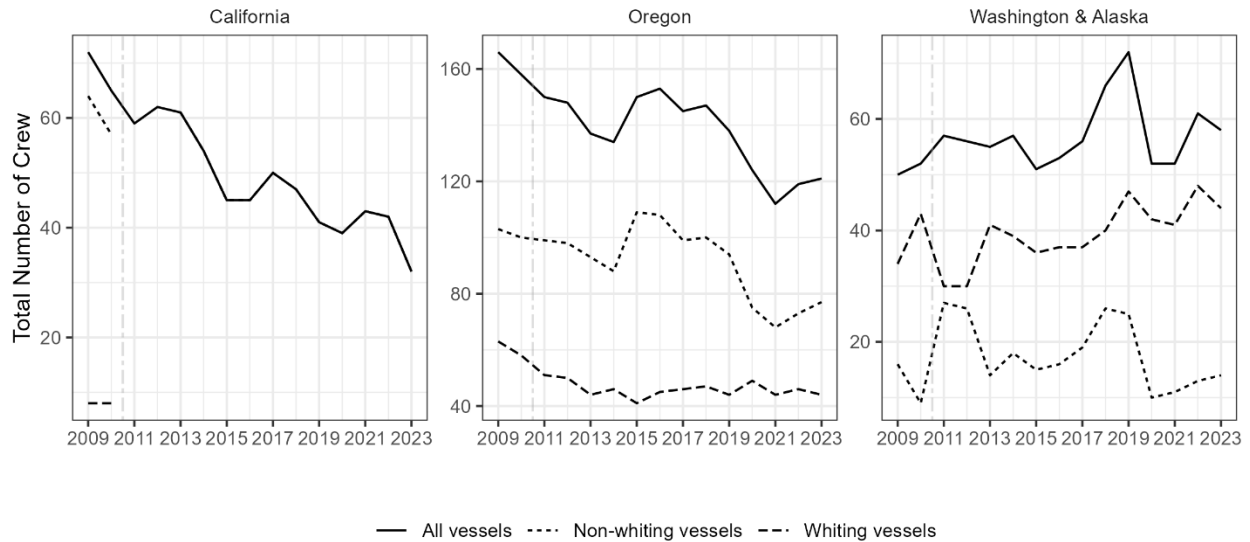 California
Oregon
Washington & Alaska
Total Number of Crew
60
40
20
160
120
80
40
60
40
20
2009 2011 2013 2015 2017 2019 2021 2023
2009 2011 2013 2015 2017 2019 2021 2023
2009 2011 2013 2015 2017 2019 2021 2023
All vessels Non-whiting vessels Whiting vessels